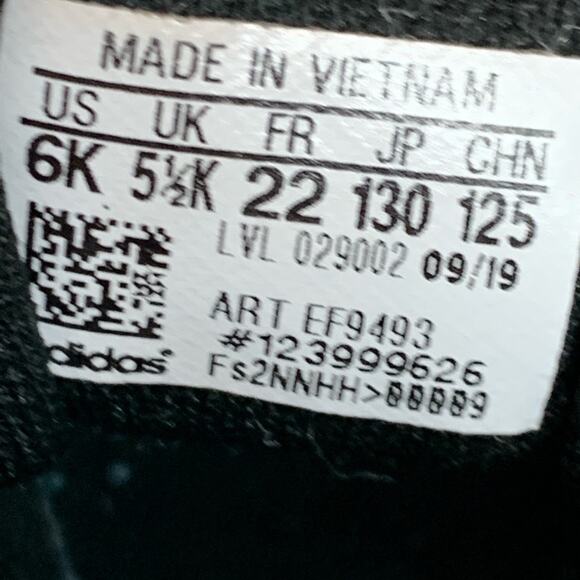 MADE IN VIETNAM
US UK FR JP CHN
6K 5½K 22 130 125
LVL 029002 09/19
ART EF9493
#123999626
Fs2NNHH>00009
adidas